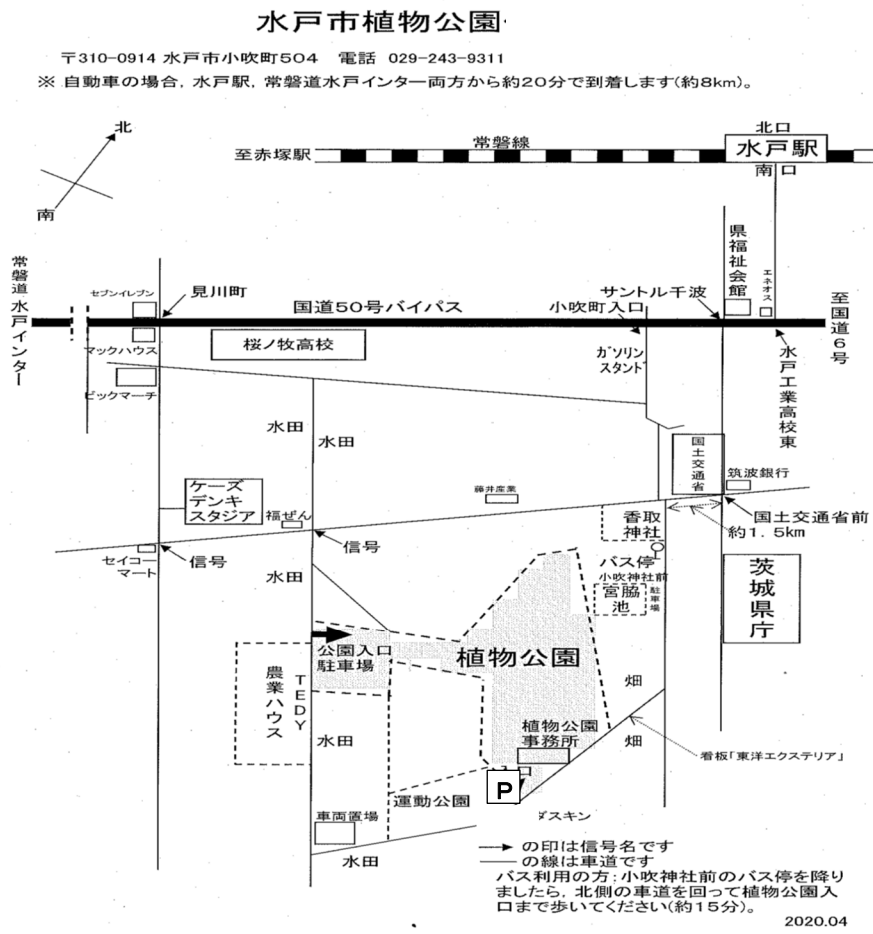 水戸市植物公園
〒310-0914 水戸市小吹町504 電話 029-243-9311
※ 自動車の場合, 水戸駅, 常磐道水戸インター両方から約20分で到着します(約8km)。
北
南
至赤塚駅
常磐線
北口
水戸駅
南口
常磐道 水戸インター
セブンイレブン
見川町
国道50号バイパス
小吹町入口
サントル千波
県福祉会館
エネオス
至国道6号
マックハウス
桜ノ牧高校
ガソリン
スタンド
水戸工業高校東
ビックマーチ
水田
水田
国土交通省
筑波銀行
ケーズ
デンキ
スタジア
福ぜん
藤井産業
香取
神社
国土交通省前
約1.5km
セイコー
マート
信号
信号
水田
バス停
小吹神社前
宮脇
池
駐車場
茨城県庁
公園入口
駐車場
植物公園
農業ハウス
TEDY
畑
水田
植物公園
事務所
畑
看板「東洋エクステリア」
P
運動公園
ダスキン
車両置場
水田
の印は信号名です
の線は車道です
バス利用の方:小吹神社前のバス停を降り
ましたら, 北側の車道を回って植物公園入
口まで歩いてください(約15分)。
2020.04